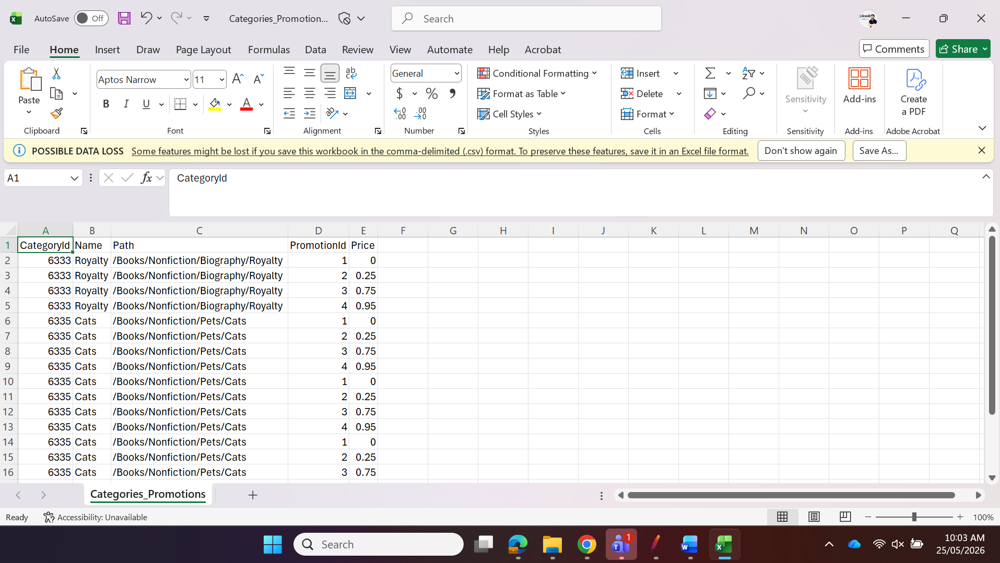 AutoSave Off Categories_Promotion... Search
File Home Insert Draw Page Layout Formulas Data Review View Automate Help Acrobat Comments Share
Paste Aptos Narrow 11 General Conditional Formatting Insert Sensitivity Add-ins Create a PDF
B I U $ % Format as Table Delete
Cell Styles Format
Clipboard Font Alignment Number Styles Cells Editing Sensitivity Add-ins Adobe Acrobat
POSSIBLE DATA LOSS Some features might be lost if you save this workbook in the comma-delimited (.csv) format. To preserve these features, save it in an Excel file format. Don't show again Save As...
A1 fx CategoryId
A B C D E F G H I J K L M N O P Q
1 CategoryId Name Path PromotionId Price
2 6333 Royalty /Books/Nonfiction/Biography/Royalty 1 0
3 6333 Royalty /Books/Nonfiction/Biography/Royalty 2 0.25
4 6333 Royalty /Books/Nonfiction/Biography/Royalty 3 0.75
5 6333 Royalty /Books/Nonfiction/Biography/Royalty 4 0.95
6 6335 Cats /Books/Nonfiction/Pets/Cats 1 0
7 6335 Cats /Books/Nonfiction/Pets/Cats 2 0.25
8 6335 Cats /Books/Nonfiction/Pets/Cats 3 0.75
9 6335 Cats /Books/Nonfiction/Pets/Cats 4 0.95
10 6335 Cats /Books/Nonfiction/Pets/Cats 1 0
11 6335 Cats /Books/Nonfiction/Pets/Cats 2 0.25
12 6335 Cats /Books/Nonfiction/Pets/Cats 3 0.75
13 6335 Cats /Books/Nonfiction/Pets/Cats 4 0.95
14 6335 Cats /Books/Nonfiction/Pets/Cats 1 0
15 6335 Cats /Books/Nonfiction/Pets/Cats 2 0.25
16 6335 Cats /Books/Nonfiction/Pets/Cats 3 0.75
Categories_Promotions
Ready Accessibility: Unavailable 100%
Search 1 10:03 AM
25/05/2026